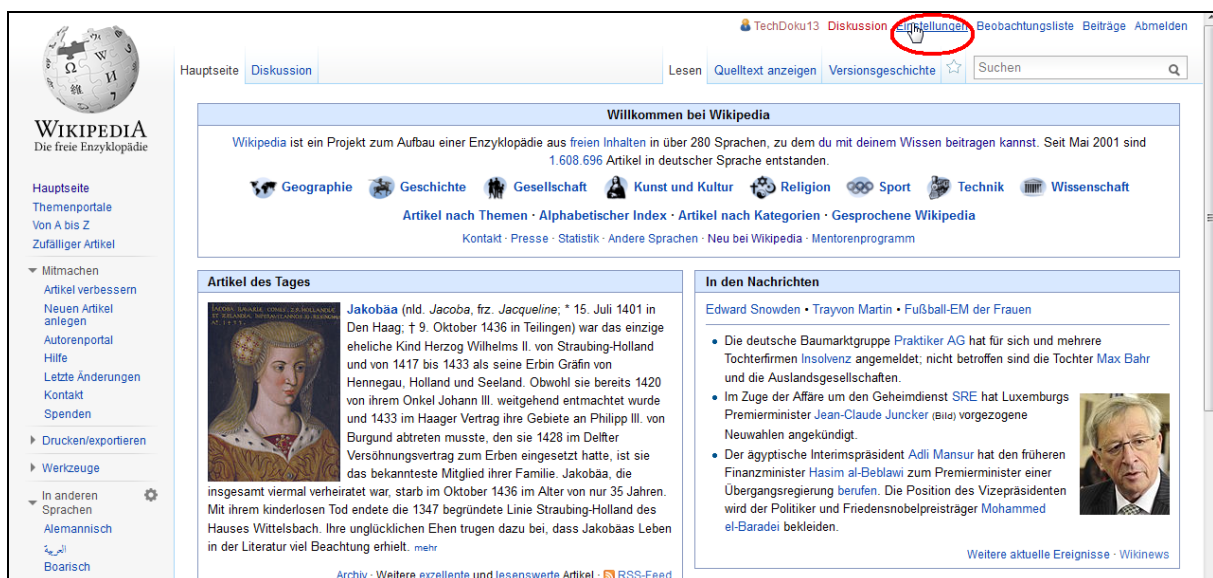 TechDoku13 Diskussion Einstellungen Beobachtungsliste Beiträge Abmelden
Hauptseite Diskussion Lesen Quelltext anzeigen Versionsgeschichte Suchen
Ω W И 7
WIKIPEDIA
Die freie Enzyklopädie
Hauptseite
Themenportale
Von A bis Z
Zufälliger Artikel
Mitmachen
Artikel verbessern
Neuen Artikel
anlegen
Autorenportal
Hilfe
Letzte Änderungen
Kontakt
Spenden
Drucken/exportieren
Werkzeuge
In anderen
Sprachen
Alemannisch
العربية
Boarisch
Willkommen bei Wikipedia
Wikipedia ist ein Projekt zum Aufbau einer Enzyklopädie aus freien Inhalten in über 280 Sprachen, zu dem du mit deinem Wissen beitragen kannst. Seit Mai 2001 sind
1.608.696 Artikel in deutscher Sprache entstanden.
Geographie Geschichte Gesellschaft Kunst und Kultur Religion Sport Technik Wissenschaft
Artikel nach Themen · Alphabetischer Index · Artikel nach Kategorien · Gesprochene Wikipedia
Kontakt · Presse · Statistik · Andere Sprachen · Neu bei Wikipedia · Mentorenprogramm
Artikel des Tages
Jakobäa (nld. Jacoba, frz. Jacqueline; * 15. Juli 1401 in
Den Haag; † 9. Oktober 1436 in Teilingen) war das einzige
eheliche Kind Herzog Wilhelms II. von Straubing-Holland
und von 1417 bis 1433 als seine Erbin Gräfin von
Hennegau, Holland und Seeland. Obwohl sie bereits 1420
von ihrem Onkel Johann III. weitgehend entmachtet wurde
und 1433 im Haager Vertrag ihre Gebiete an Philipp III. von
Burgund abtreten musste, den sie 1428 im Delfter
Versöhnungsvertrag zum Erben eingesetzt hatte, ist sie
das bekannteste Mitglied ihrer Familie. Jakobäa, die
insgesamt viermal verheiratet war, starb im Oktober 1436 im Alter von nur 35 Jahren.
Mit ihrem kinderlosen Tod endete die 1347 begründete Linie Straubing-Holland des
Hauses Wittelsbach. Ihre unglücklichen Ehen trugen dazu bei, dass Jakobäas Leben
in der Literatur viel Beachtung erhielt. mehr
Archiv · Weitere exzellente und lesenswerte Artikel · RSS-Feed
In den Nachrichten
Edward Snowden • Trayvon Martin • Fußball-EM der Frauen
• Die deutsche Baumarktgruppe Praktiker AG hat für sich und mehrere
Tochterfirmen Insolvenz angemeldet; nicht betroffen sind die Tochter Max Bahr
und die Auslandsgesellschaften.
• Im Zuge der Affäre um den Geheimdienst SRE hat Luxemburgs
Premierminister Jean-Claude Juncker (Bild) vorgezogene
Neuwahlen angekündigt.
• Der ägyptische Interimspräsident Adli Mansur hat den früheren
Finanzminister Hasim al-Beblawi zum Premierminister einer
Übergangsregierung berufen. Die Position des Vizepräsidenten
wird der Politiker und Friedensnobelpreisträger Mohammed
el-Baradei bekleiden.
Weitere aktuelle Ereignisse · Wikinews